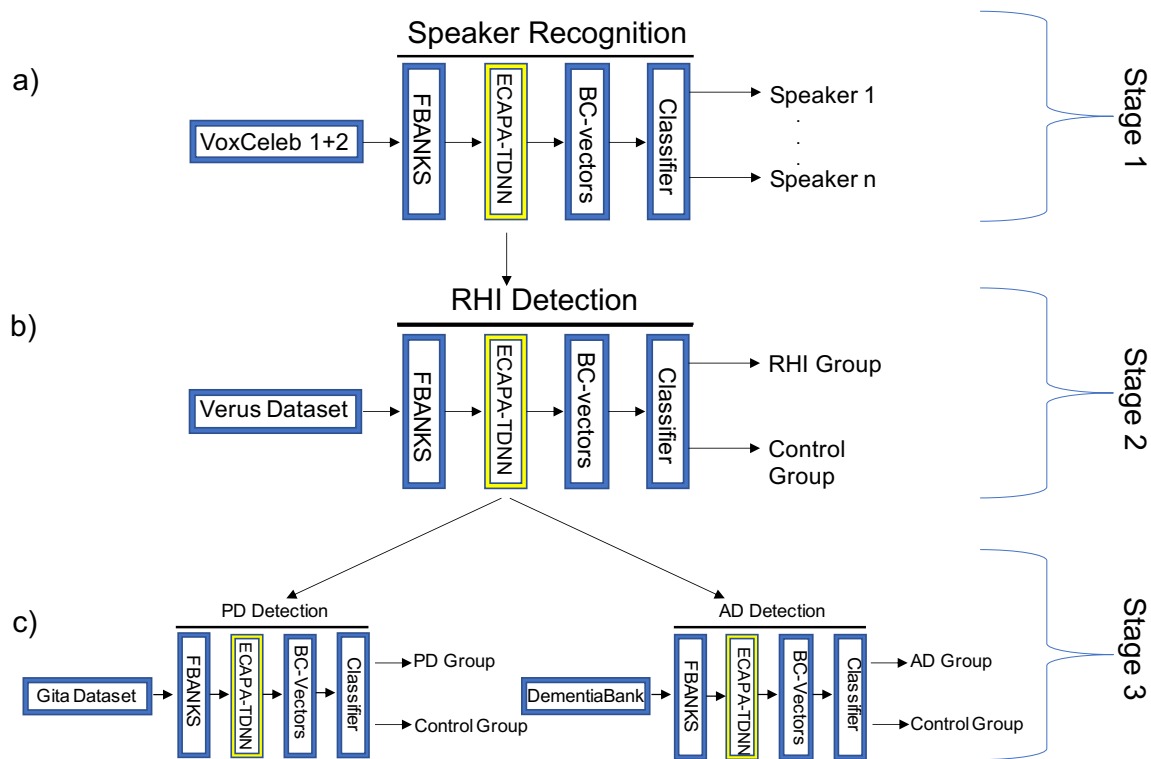 Speaker Recognition
a)
VoxCeleb 1+2
FBANKS
ECAPA-TDNN
BC-vectors
Classifier
Speaker 1
.
.
.
.
Speaker n
Stage 1
RHI Detection
b)
Verus Dataset
FBANKS
ECAPA-TDNN
BC-vectors
Classifier
RHI Group
Control
Group
Stage 2
c)
PD Detection
Gita Dataset
FBANKS
ECAPA-TDNN
BC-Vectors
Classifier
PD Group
Control Group
AD Detection
DementiaBank
FBANKS
ECAPA-TDNN
BC-Vectors
Classifier
AD Group
Control Group
Stage 3